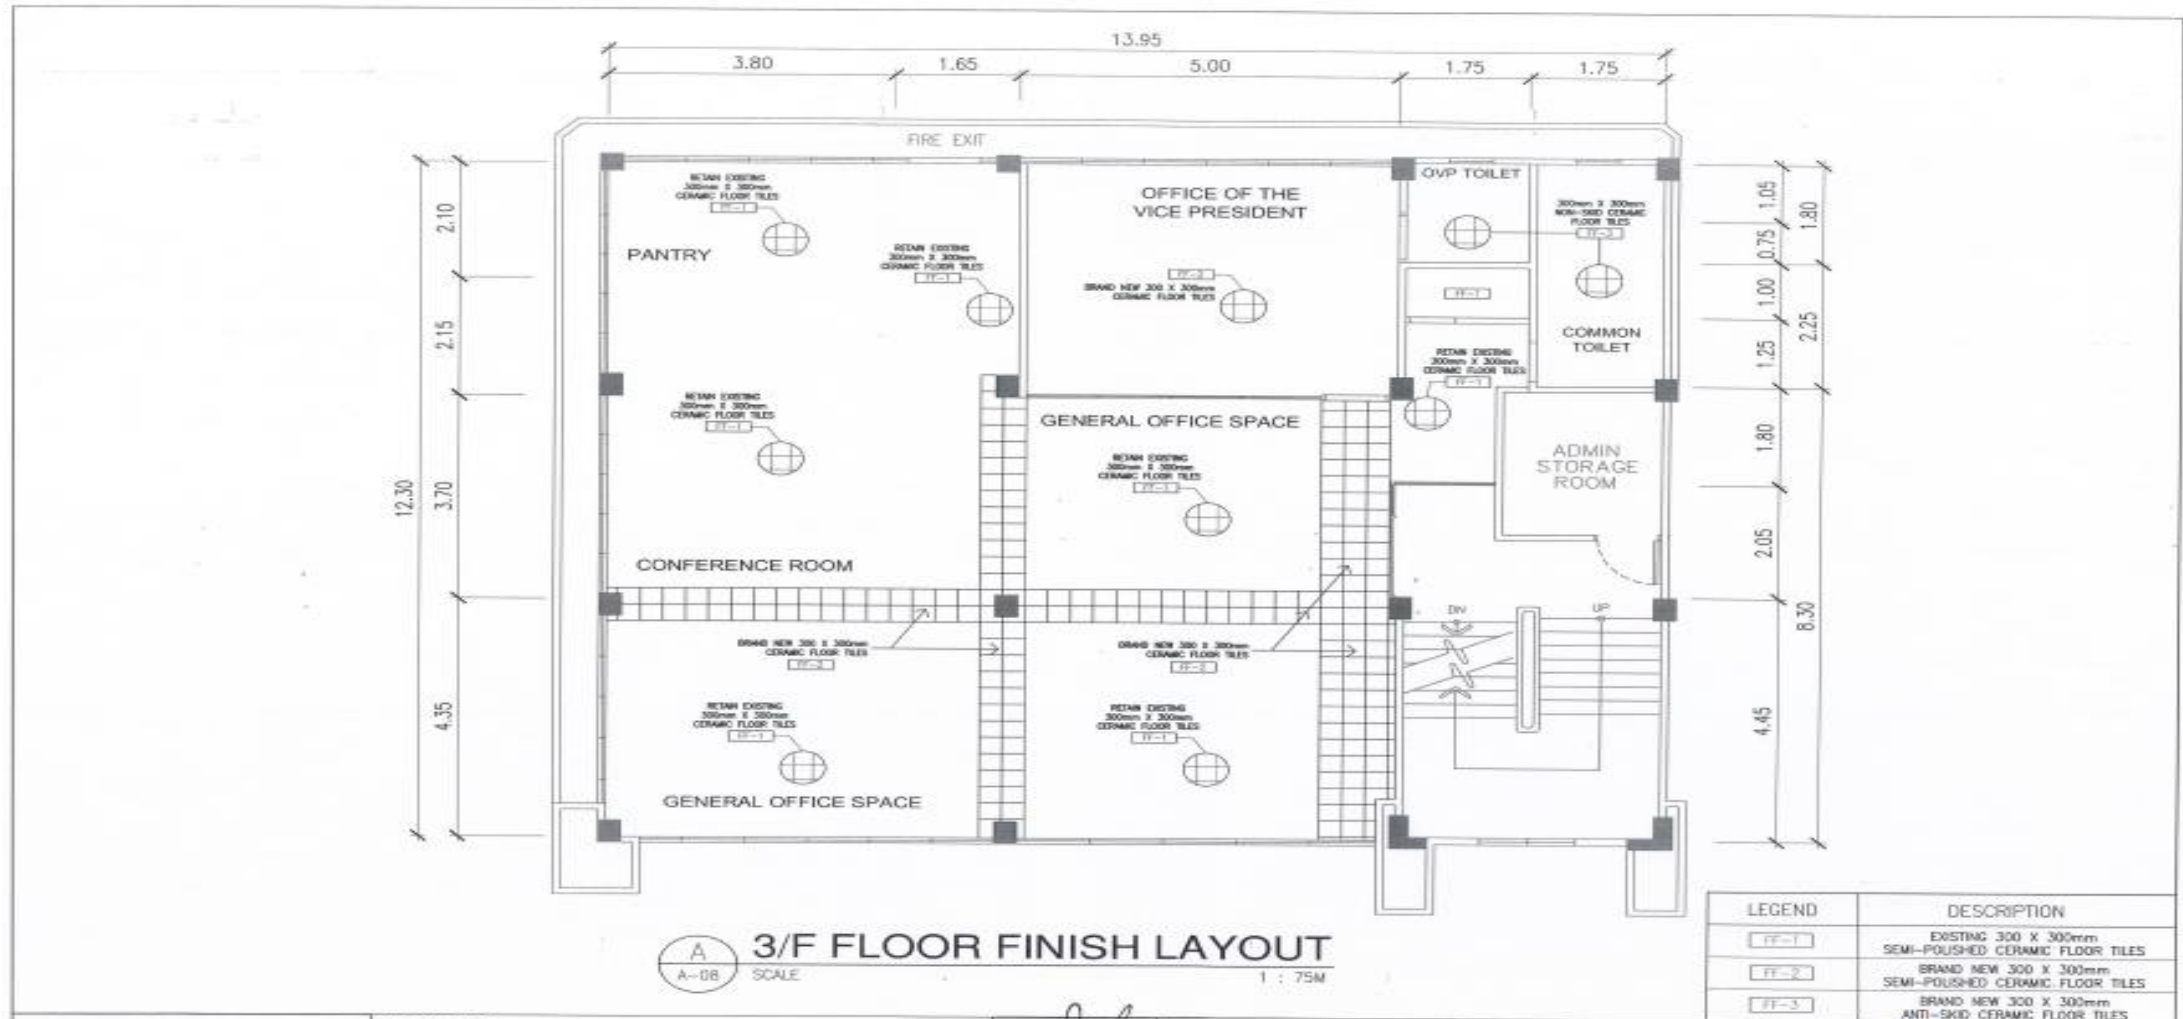 13.95
3.80
1.65
5.00
1.75
1.75
FIRE EXIT
RETAIN EXISTING
300mm X 300mm
CERAMIC FLOOR TILES
FF-1
PANTRY
RETAIN EXISTING
300mm X 300mm
CERAMIC FLOOR TILES
FF-1
OFFICE OF THE
VICE PRESIDENT
FF-2
BRAND NEW 300 X 300mm
CERAMIC FLOOR TILES
OVP TOILET
300mm X 300mm
NON-SKID CERAMIC
FLOOR TILES
FF-3
FF-1
COMMON
TOILET
RETAIN EXISTING
300mm X 300mm
CERAMIC FLOOR TILES
FF-1
12.30
2.10
2.15
3.70
4.35
1.05
0.75
1.00
1.25
1.80
2.05
4.45
1.80
2.25
8.30
RETAIN EXISTING
300mm X 300mm
CERAMIC FLOOR TILES
FF-1
CONFERENCE ROOM
GENERAL OFFICE SPACE
RETAIN EXISTING
300mm X 300mm
CERAMIC FLOOR TILES
FF-1
ADMIN
STORAGE
ROOM
DN
UP
BRAND NEW 300 X 300mm
CERAMIC FLOOR TILES
FF-2
BRAND NEW 300 X 300mm
CERAMIC FLOOR TILES
FF-2
RETAIN EXISTING
300mm X 300mm
CERAMIC FLOOR TILES
FF-1
GENERAL OFFICE SPACE
RETAIN EXISTING
300mm X 300mm
CERAMIC FLOOR TILES
FF-1
A
A-08
3/F FLOOR FINISH LAYOUT
SCALE
1 : 75M
LEGEND
DESCRIPTION
FF-1
EXISTING 300 X 300mm
SEMI-POLISHED CERAMIC FLOOR TILES
FF-2
BRAND NEW 300 X 300mm
SEMI-POLISHED CERAMIC FLOOR TILES
FF-3
BRAND NEW 300 X 300mm
ANTI-SKID CERAMIC FLOOR TILES